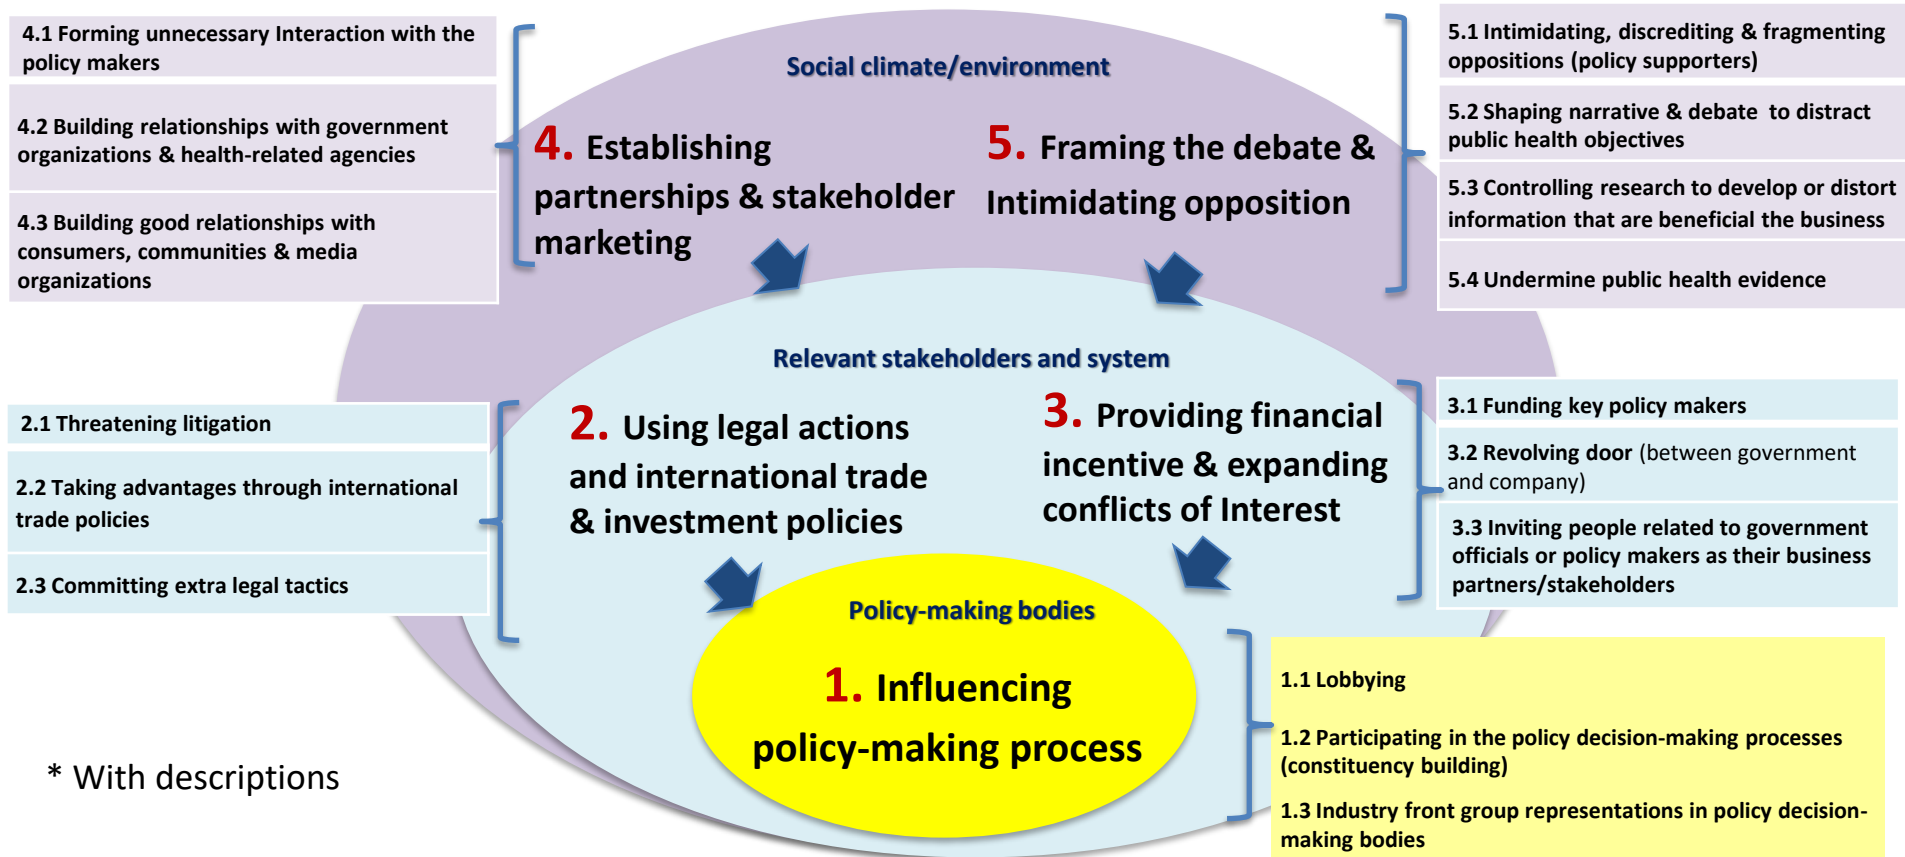 4.1 Forming unnecessary Interaction with the
policy makers
4.2 Building relationships with government
organizations & health-related agencies
4.3 Building good relationships with
consumers, communities & media
organizations
Social climate/environment
4. Establishing
partnerships & stakeholder
marketing
5. Framing the debate &
Intimidating opposition
5.1 Intimidating, discrediting & fragmenting
oppositions (policy supporters)
5.2 Shaping narrative & debate to distract
public health objectives
5.3 Controlling research to develop or distort
information that are beneficial the business
5.4 Undermine public health evidence
Relevant stakeholders and system
2.1 Threatening litigation
2.2 Taking advantages through international
trade policies
2.3 Committing extra legal tactics
2. Using legal actions
and international trade
& investment policies
3. Providing financial
incentive & expanding
conflicts of Interest
3.1 Funding key policy makers
3.2 Revolving door (between government
and company)
3.3 Inviting people related to government
officials or policy makers as their business
partners/stakeholders
Policy-making bodies
1. Influencing
policy-making process
1.1 Lobbying
1.2 Participating in the policy decision-making processes
(constituency building)
1.3 Industry front group representations in policy decision-
making bodies
* With descriptions